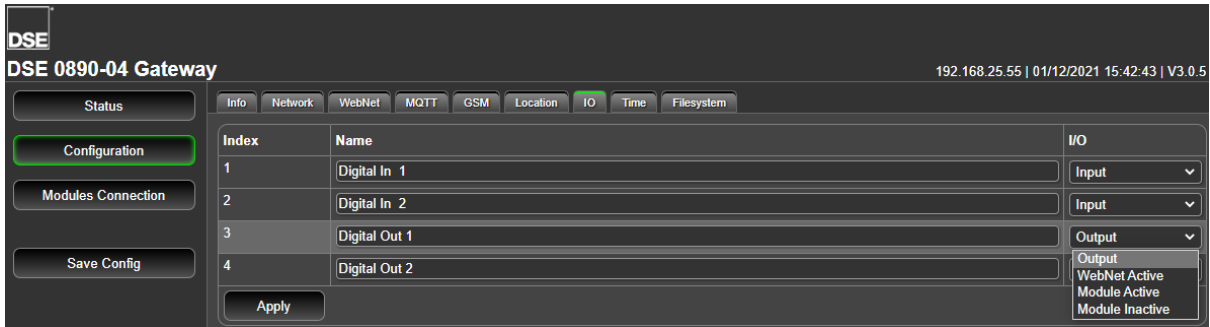 DSE
DSE 0890-04 Gateway
192.168.25.55 | 01/12/2021 15:42:43 | V3.0.5
Status
Configuration
Modules Connection
Save Config
Info Network WebNet MQTT GSM Location IO Time Filesystem
Index Name I/O
1 Digital In 1 Input
2 Digital In 2 Input
3 Digital Out 1 Output
4 Digital Out 2
Output
WebNet Active
Module Active
Module Inactive
Apply